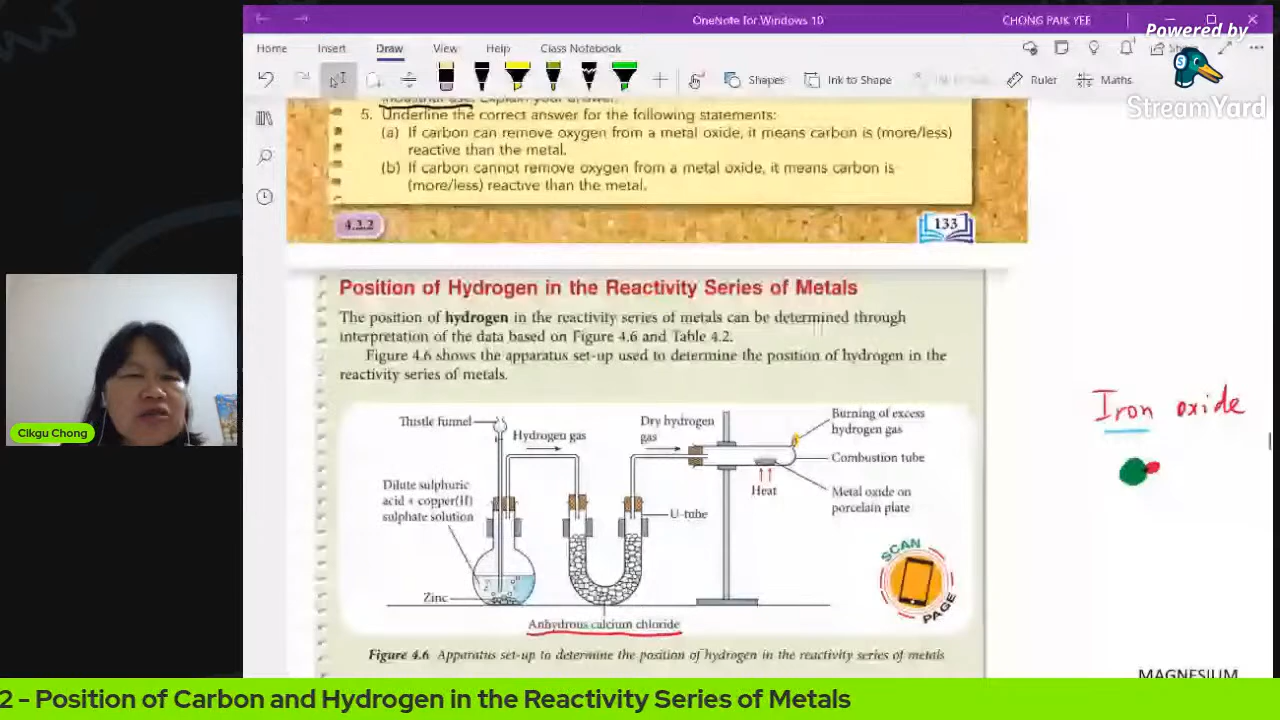 OneNote for Windows 10
CHONG PAIK YEE
Powered by
StreamYard
Home Insert Draw View Help Class Notebook
Shapes Ink to Shape Ruler Maths
industrial use. Explain your answer.
5. Underline the correct answer for the following statements:
(a) If carbon can remove oxygen from a metal oxide, it means carbon is (more/less)
reactive than the metal.
(b) If carbon cannot remove oxygen from a metal oxide, it means carbon is
(more/less) reactive than the metal.
4.2.2
133
Position of Hydrogen in the Reactivity Series of Metals
The position of hydrogen in the reactivity series of metals can be determined through
interpretation of the data based on Figure 4.6 and Table 4.2.
Figure 4.6 shows the apparatus set-up used to determine the position of hydrogen in the
reactivity series of metals.
Thistle funnel
Hydrogen gas
Dry hydrogen
gas
Burning of excess
hydrogen gas
Combustion tube
Heat
Metal oxide on
porcelain plate
Dilute sulphuric
acid + copper(II)
sulphate solution
U-tube
Zinc
Anhydrous calcium chloride
SCAN
PAGE
Figure 4.6 Apparatus set-up to determine the position of hydrogen in the reactivity series of metals
Iron oxide
MAGNESIUM
Cikgu Chong
2 - Position of Carbon and Hydrogen in the Reactivity Series of Metals